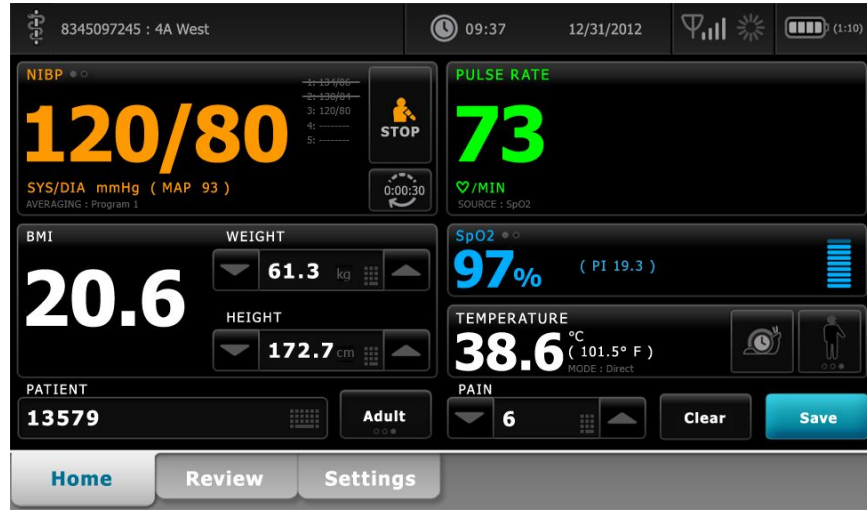 8345097245 : 4A West
09:37
12/31/2012
(1:10)
NIBP
1: 134/86
2: 130/84
3: 120/80
4: --------
5: --------
120/80
STOP
SYS/DIA mmHg ( MAP 93 )
AVERAGING : Program 1
0:00:30
PULSE RATE
73
/MIN
SOURCE : SpO2
BMI
20.6
WEIGHT
61.3 kg
HEIGHT
172.7 cm
SpO2
97%
( PI 19.3 )
TEMPERATURE
38.6 °C
( 101.5° F )
MODE : Direct
PATIENT
13579
Adult
PAIN
6
Clear
Save
Home
Review
Settings